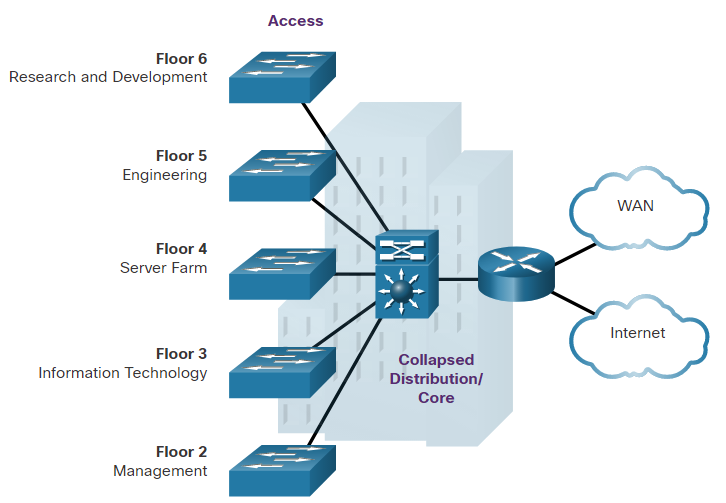 Access
Floor 6
Research and Development
Floor 5
Engineering
Floor 4
Server Farm
Floor 3
Information Technology
Floor 2
Management
Collapsed
Distribution/
Core
WAN
Internet